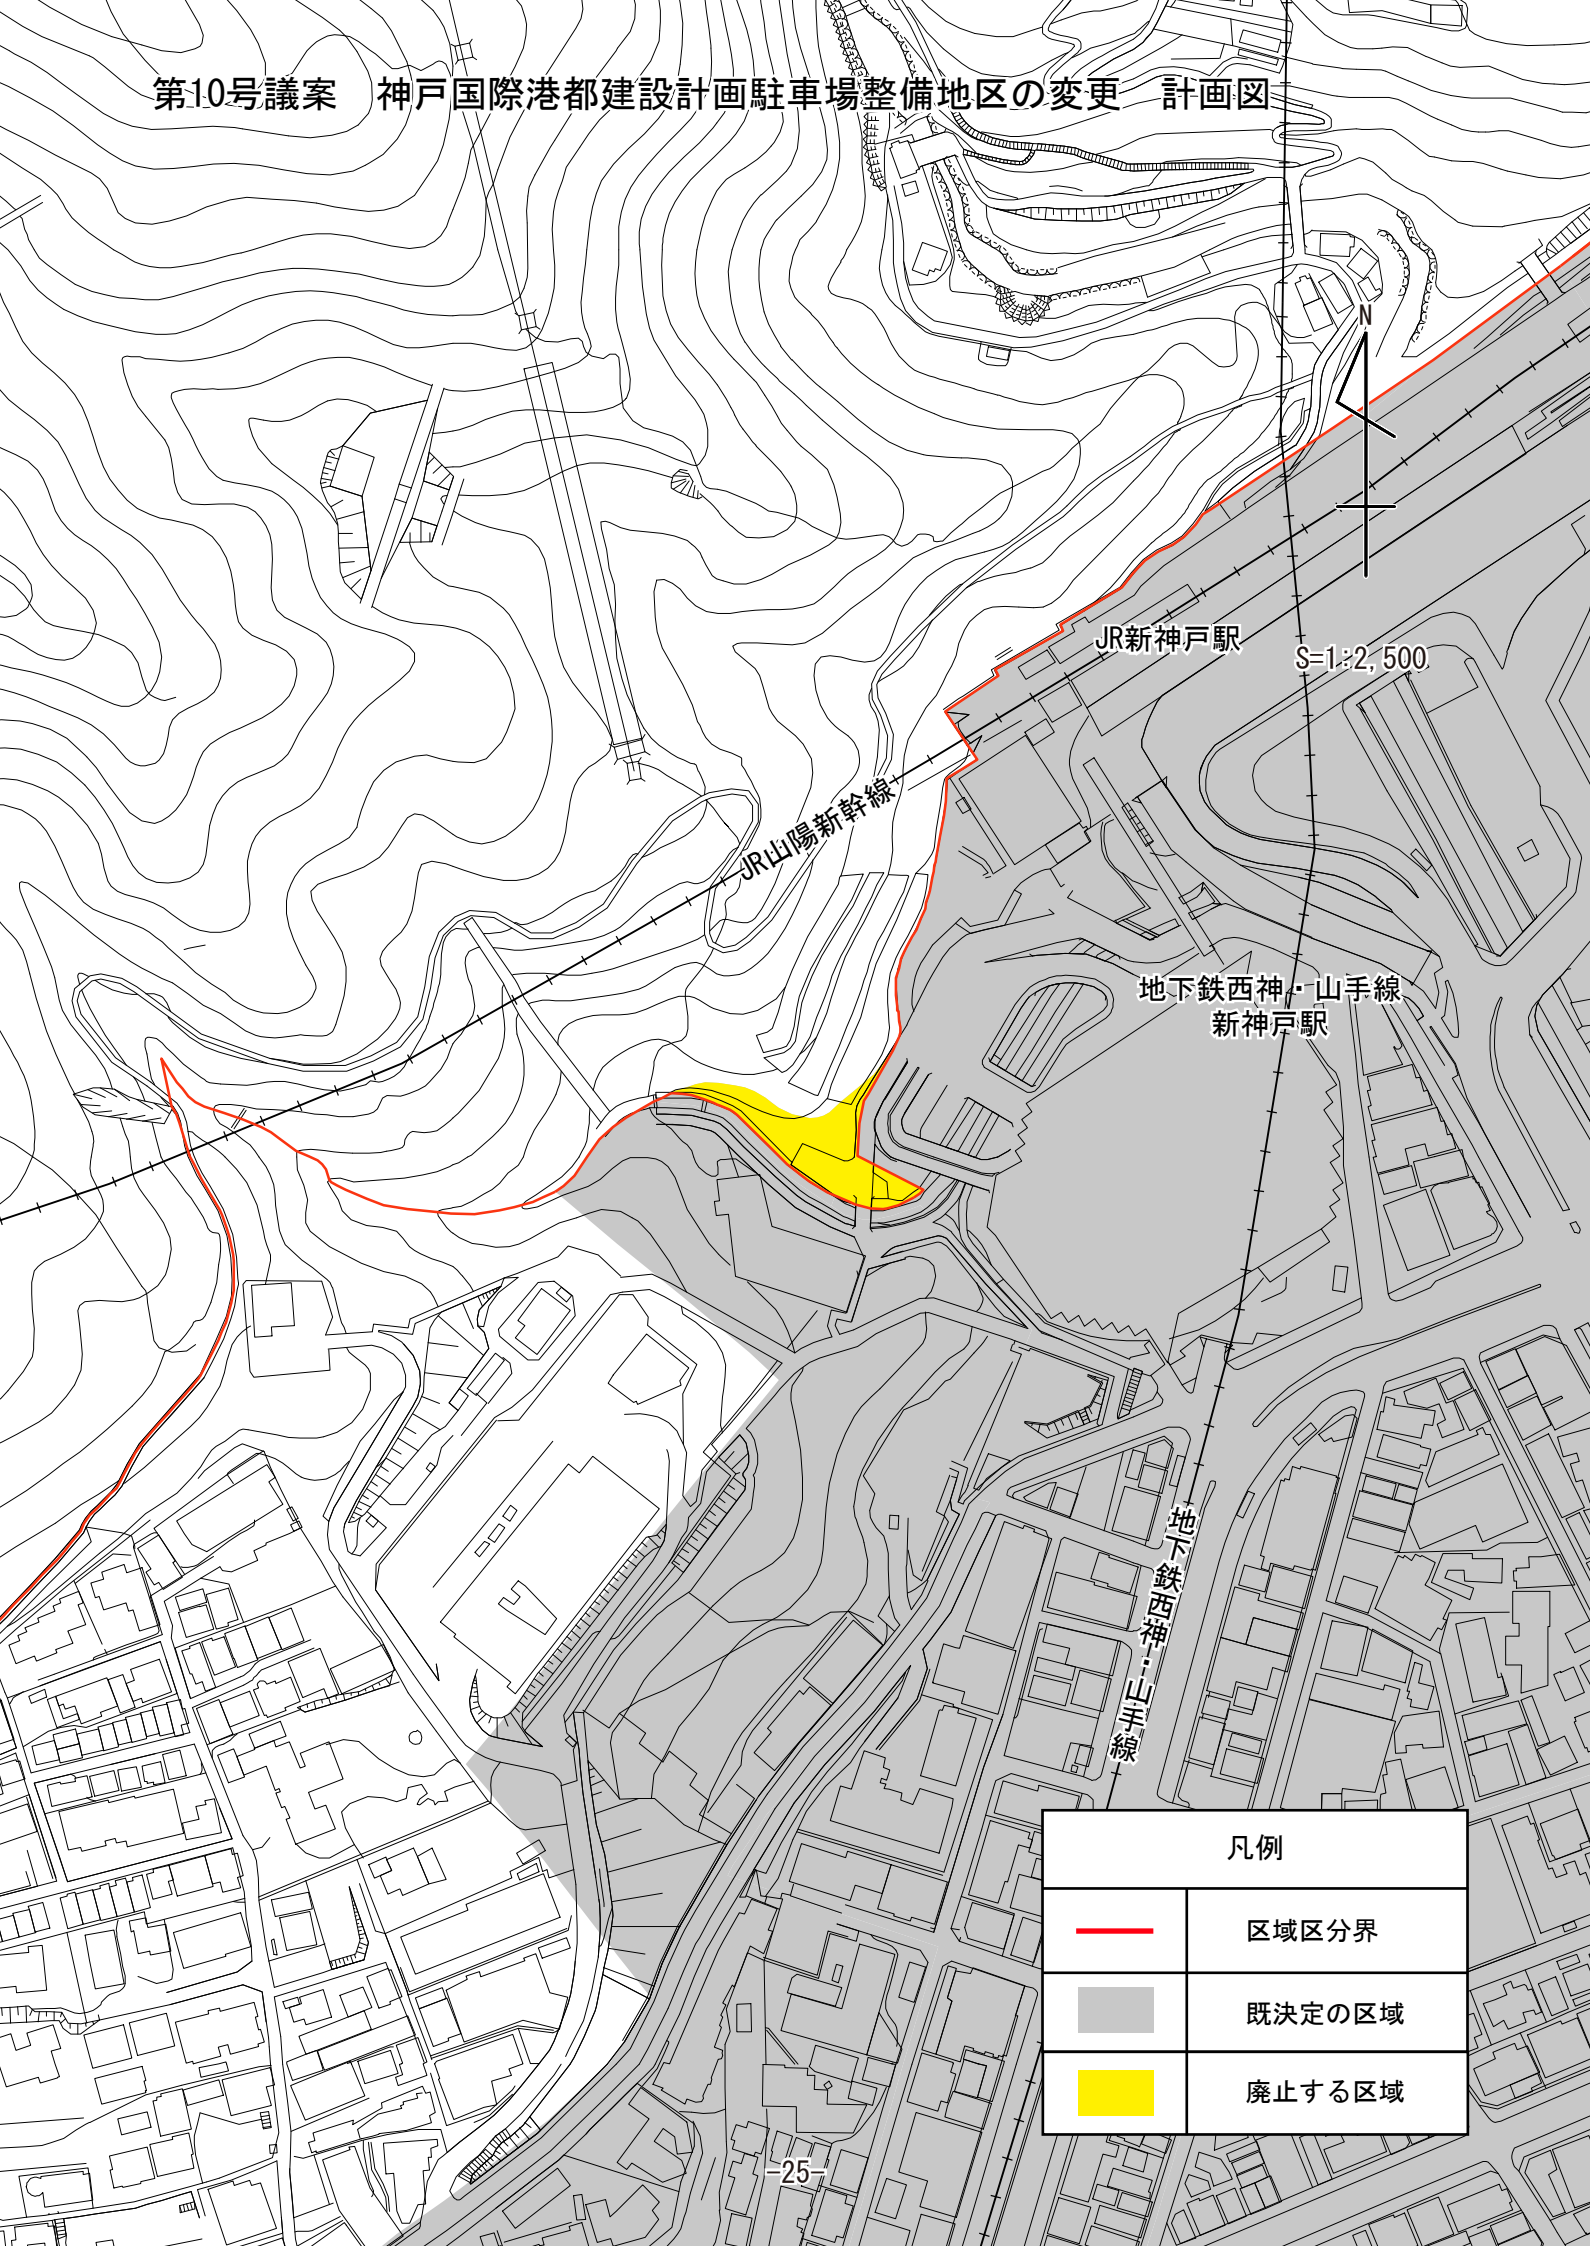 第10号議案　神戸国際港都建設計画駐車場整備地区の変更　計画図
N
JR新神戸駅
S=1:2,500
JR山陽新幹線
地下鉄西神・山手線
新神戸駅
地下鉄西神・山手線
凡例
区域区分界
既決定の区域
廃止する区域
-25-